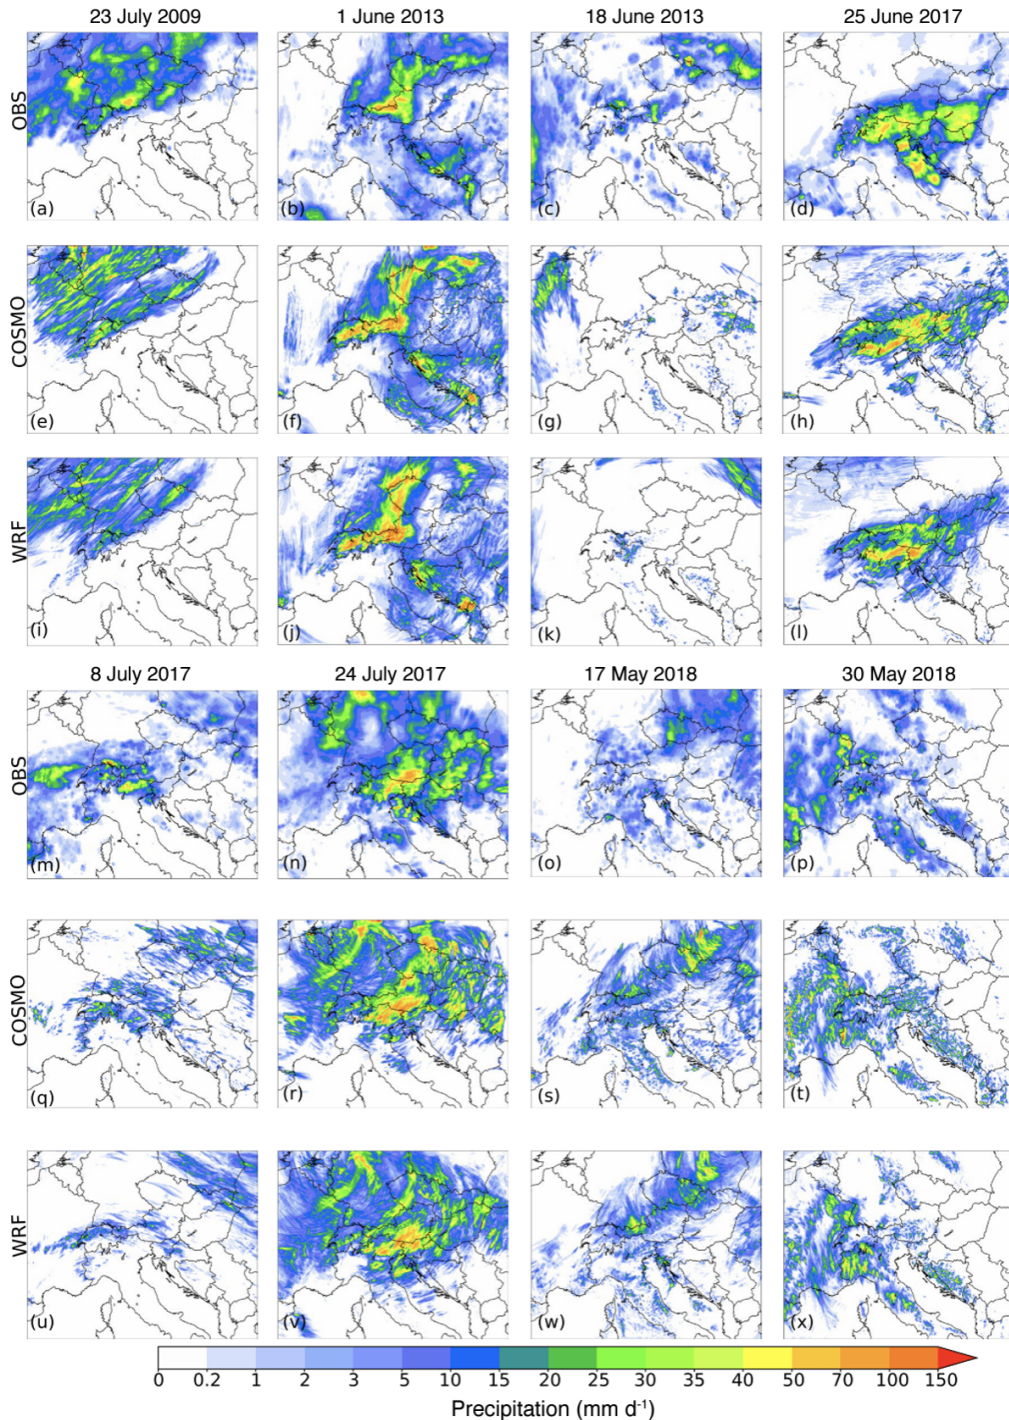 23 July 2009 1 June 2013 18 June 2013 25 June 2017
OBS
(a) (b) (c) (d)
COSMO
(e) (f) (g) (h)
WRF
(i) (j) (k) (l)
8 July 2017 24 July 2017 17 May 2018 30 May 2018
OBS
(m) (n) (o) (p)
COSMO
(q) (r) (s) (t)
WRF
(u) (v) (w) (x)
0 0.2 1 2 3 5 10 15 20 25 30 35 40 50 70 100 150
Precipitation (mm d⁻¹)